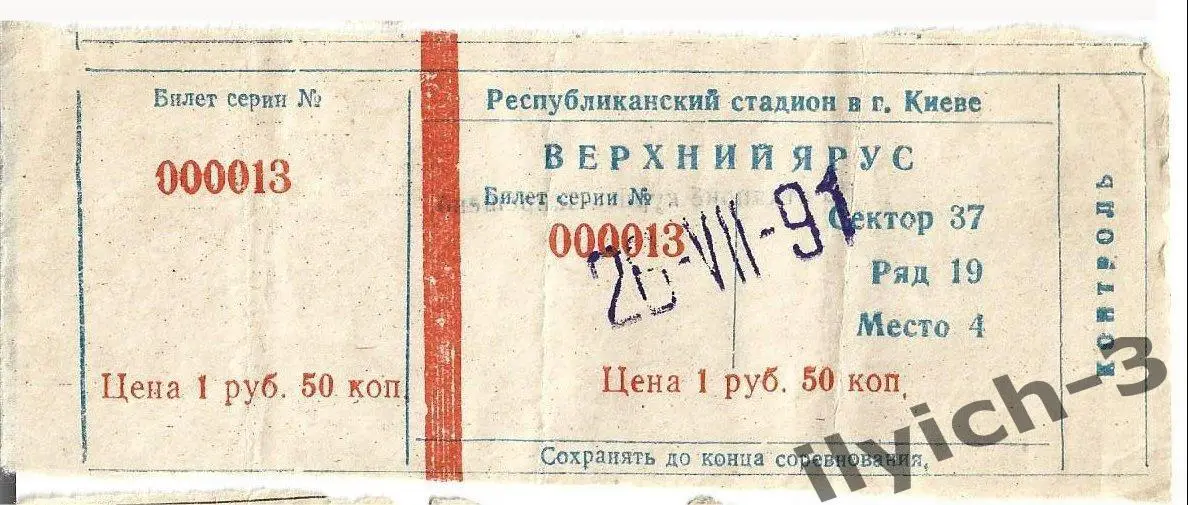 Билет серии №
000013
Цена 1 руб. 50 коп.
Республиканский стадион в г. Киеве
ВЕРХНИЙ ЯРУС
Билет серии №
000013
26-VII-91
Сектор 37
Ряд 19
Место 4
Цена 1 руб. 50 коп.
Сохранять до конца соревнования.
КОНТРОЛЬ
ilyich-3